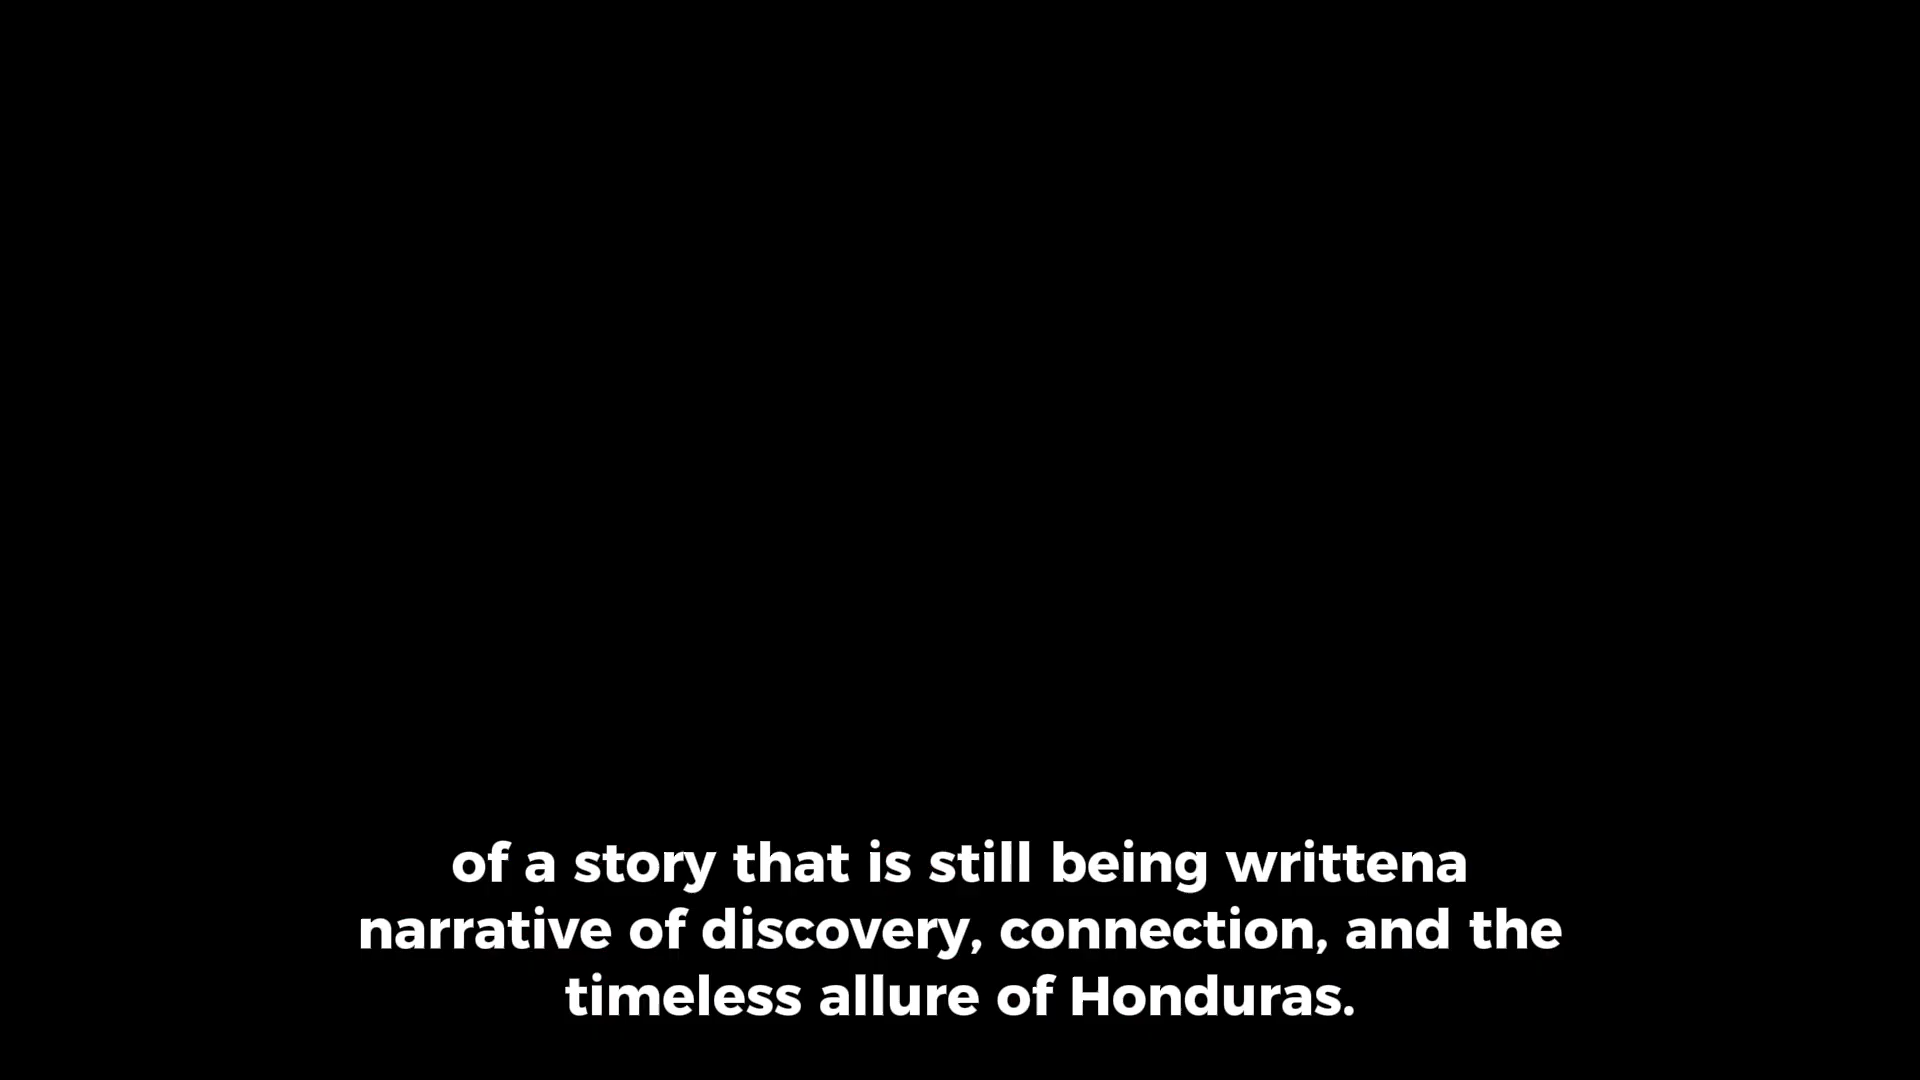 of a story that is still being writtena
narrative of discovery, connection, and the
timeless allure of Honduras.